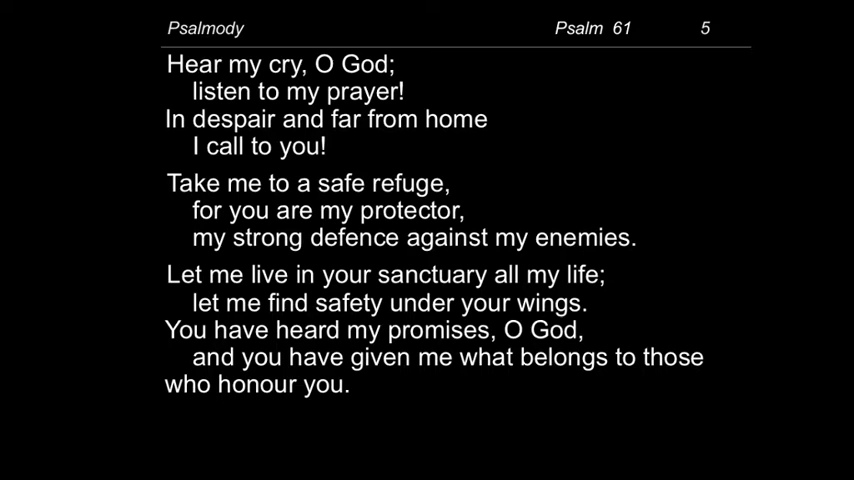 Psalmody Psalm 61 5
Hear my cry, O God;
listen to my prayer!
In despair and far from home
I call to you!
Take me to a safe refuge,
for you are my protector,
my strong defence against my enemies.
Let me live in your sanctuary all my life;
let me find safety under your wings.
You have heard my promises, O God,
and you have given me what belongs to those
who honour you.